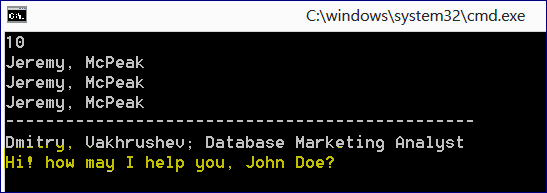 C:\windows\system32\cmd.exe
10
Jeremy, McPeak
Jeremy, McPeak
Jeremy, McPeak
-----------------------------------------------
Dmitry, Vakhrushev; Database Marketing Analyst
Hi! how may I help you, John Doe?